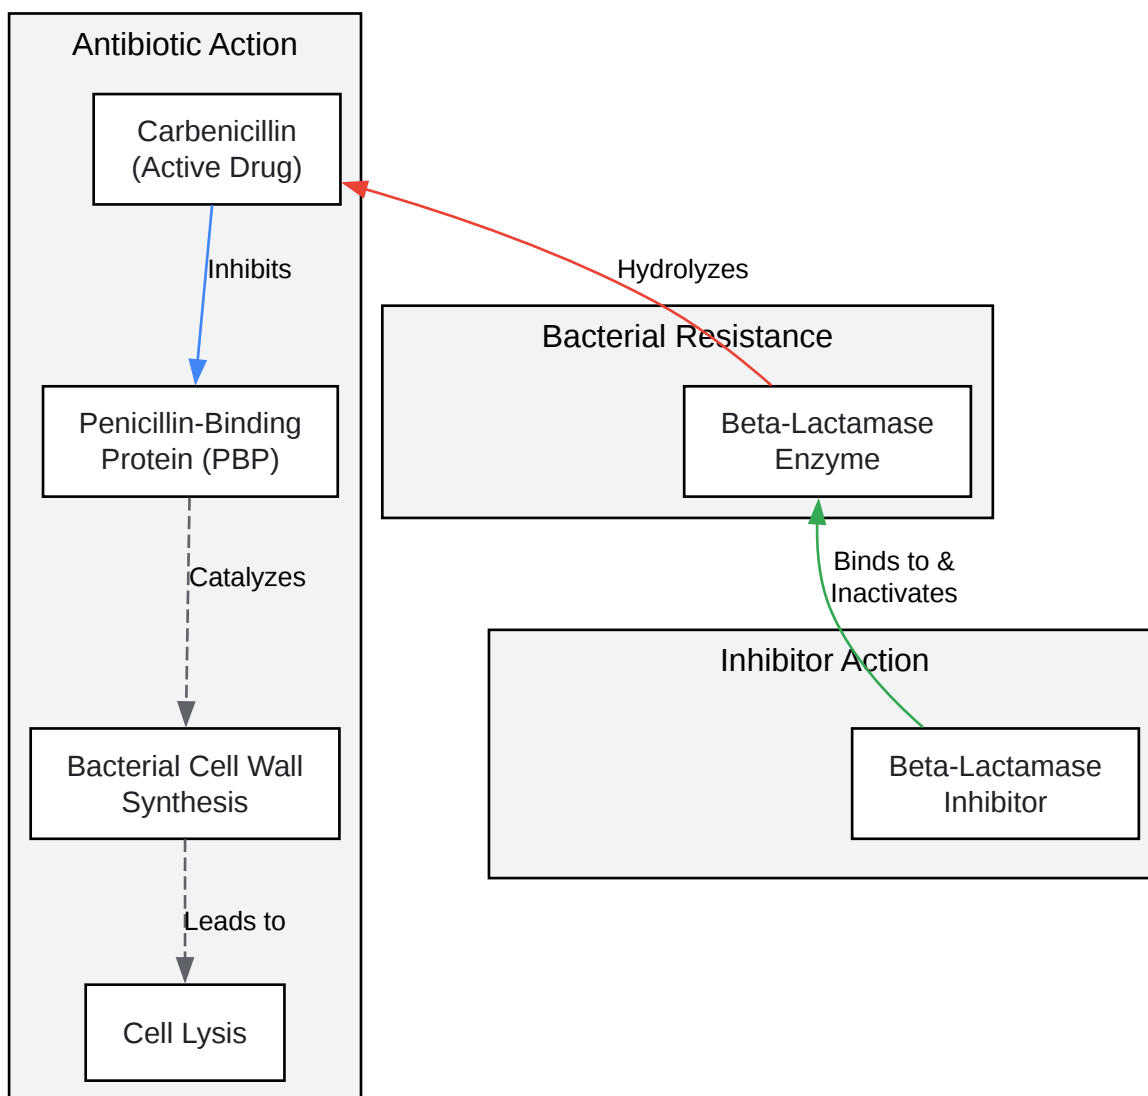 Antibiotic Action
Carbenicillin
(Active Drug)
Inhibits
Hydrolyzes
Bacterial Resistance
Penicillin-Binding
Protein (PBP)
Beta-Lactamase
Enzyme
Catalyzes
Binds to &
Inactivates
Inhibitor Action
Bacterial Cell Wall
Synthesis
Beta-Lactamase
Inhibitor
Leads to
Cell Lysis